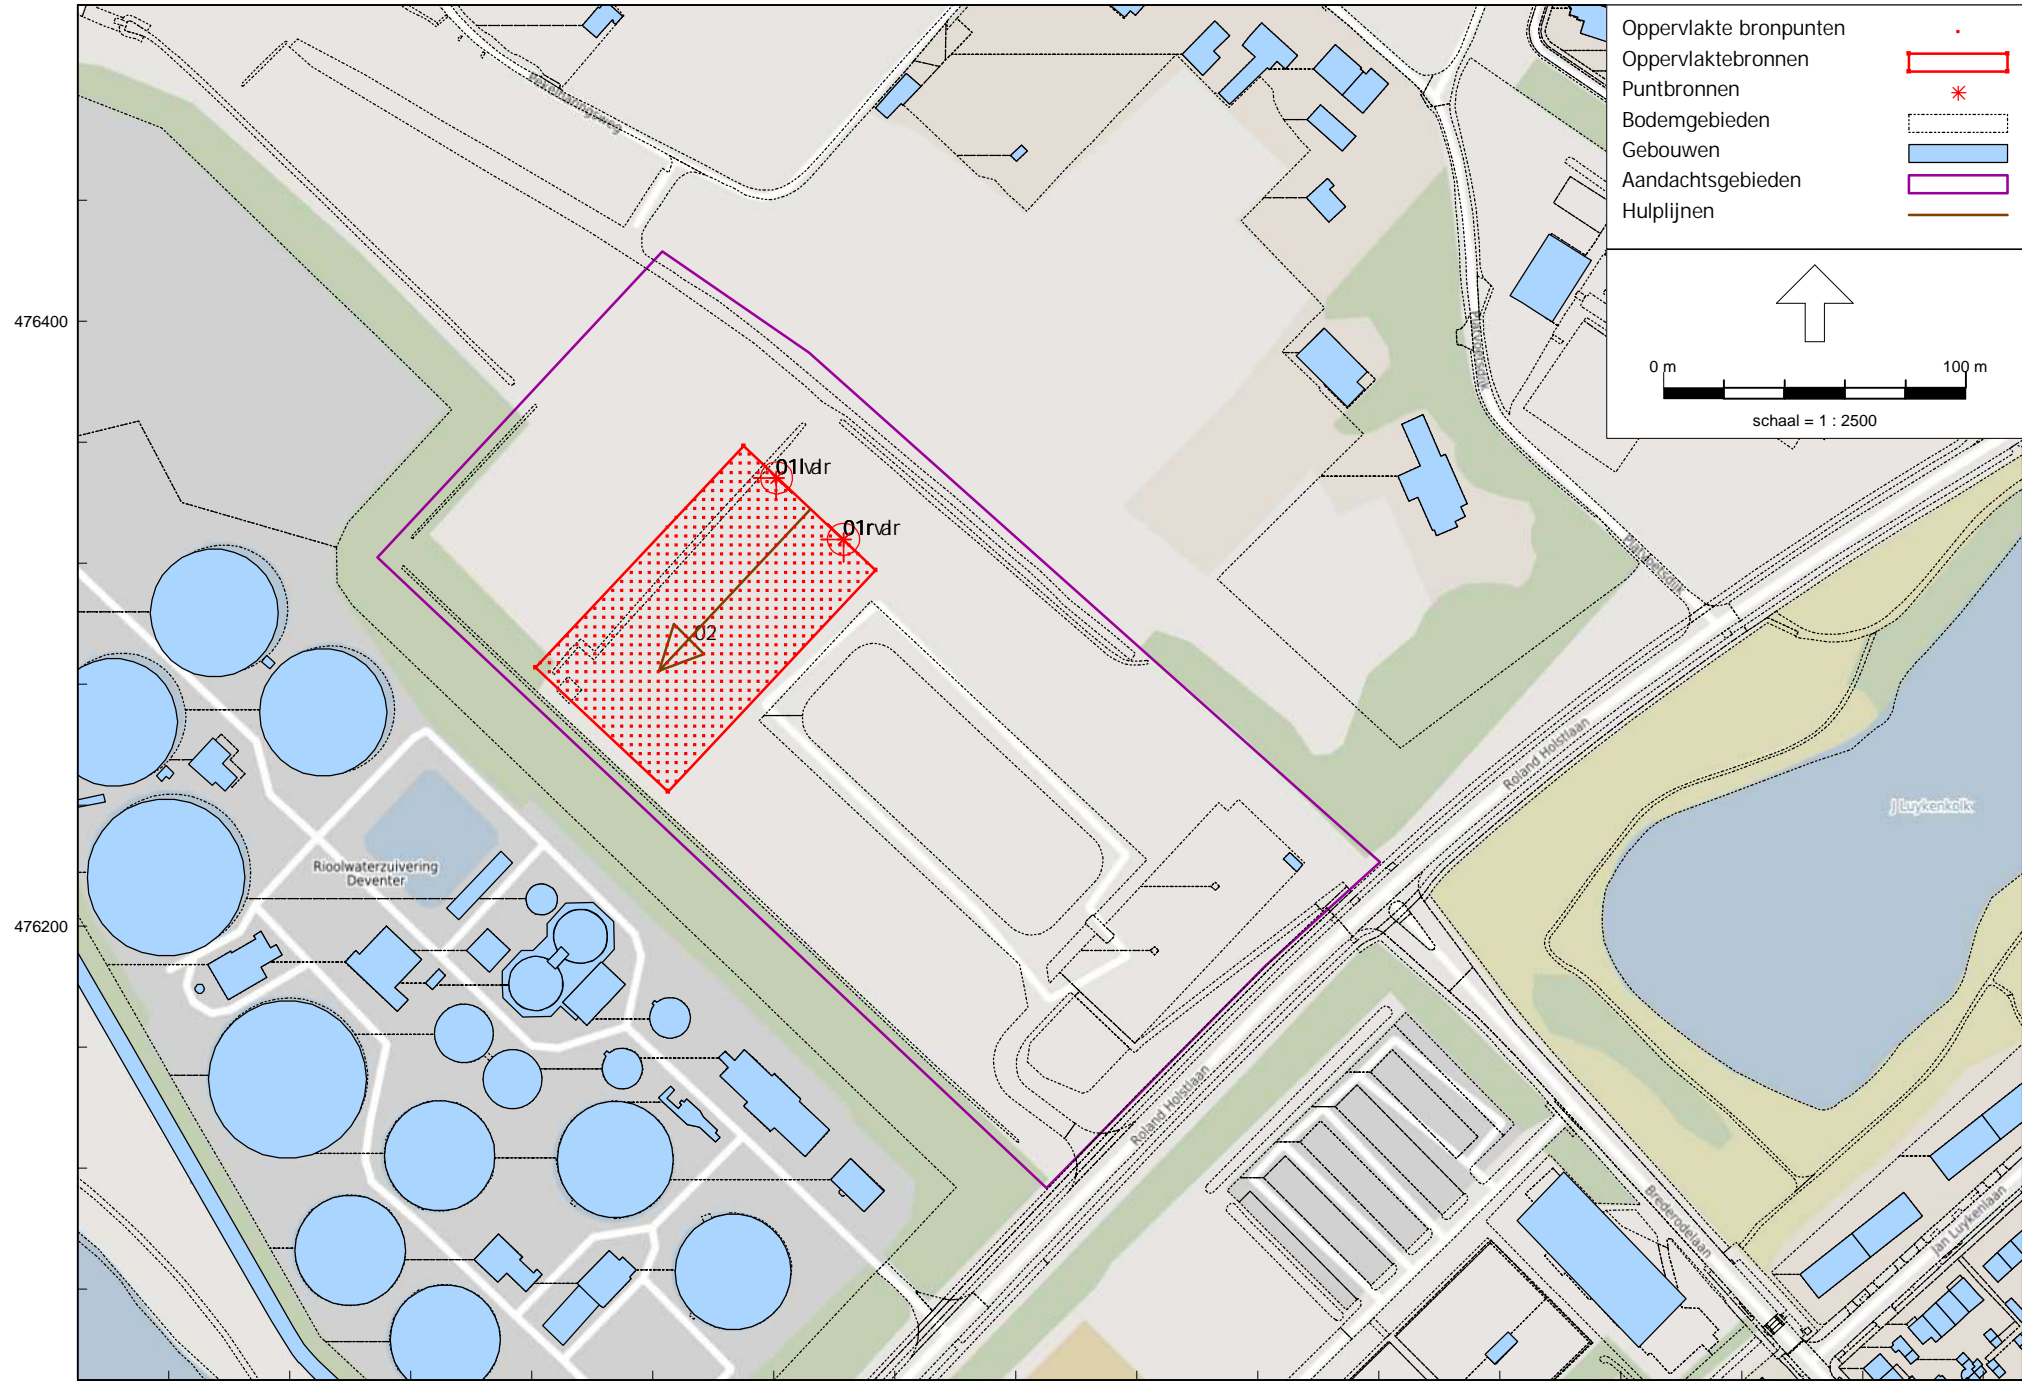 Oppervlakte bronpunten
Oppervlaktebronnen
Puntbronnen
Bodemgebieden
Gebouwen
Aandachtsgebieden
Hulplijnen
0 m 100 m
schaal = 1 : 2500
476400
476200
01lvdr
01rvdr
02
Rioolwaterzuivering
Deventer
Roland Holstlaan
Roland Holstlaan
J Luykenkolk
Brederodelaan
Jan Luykenlaan